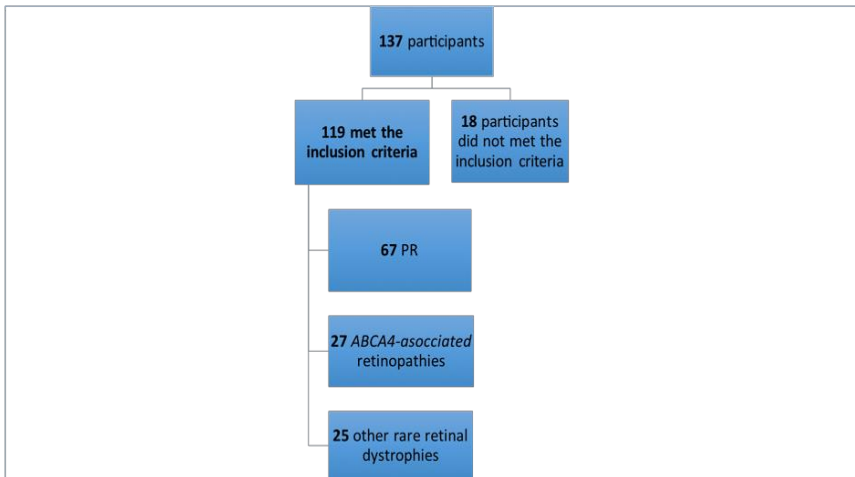 137 participants
119 met the
inclusion criteria
18 participants
did not met the
inclusion criteria
67 PR
27 ABCA4-asocciated
retinopathies
25 other rare retinal
dystrophies